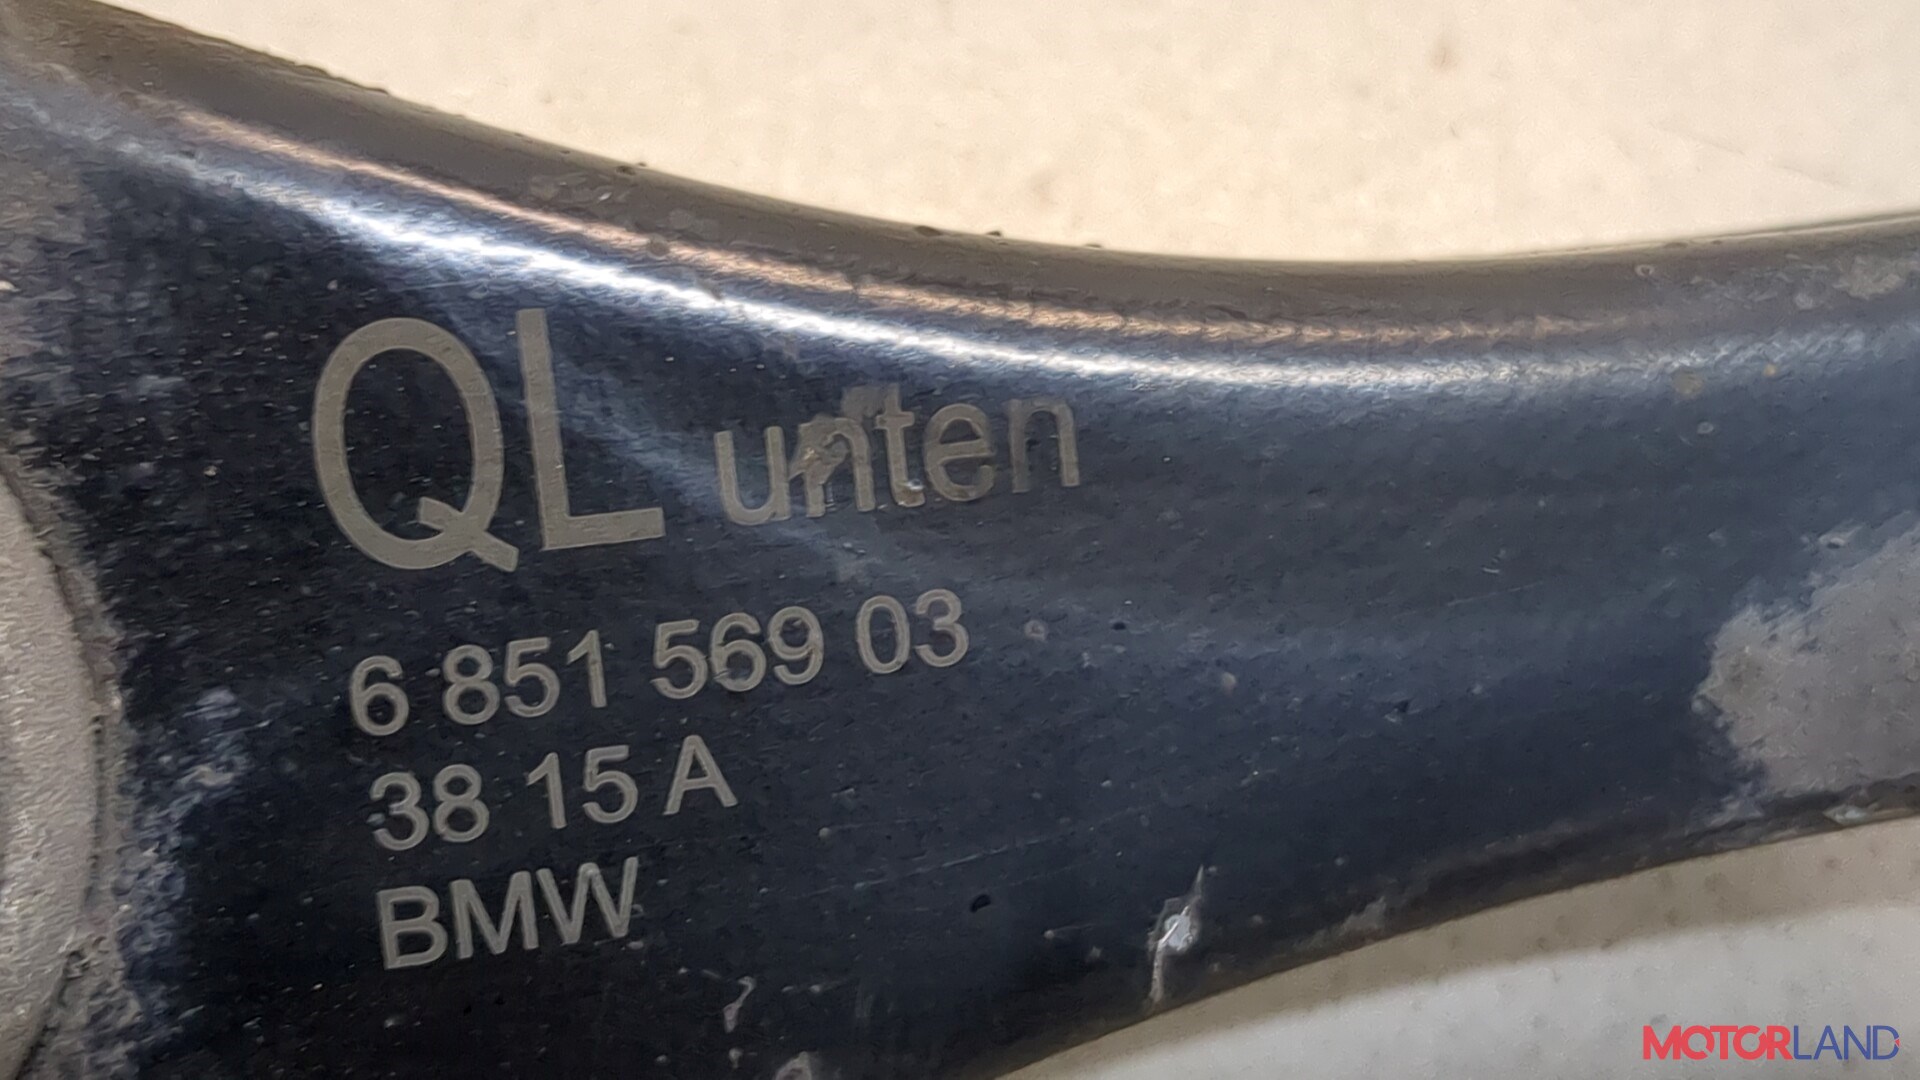 QL unten
6 851 569 03
38 15 A
BMW
MOTORLAND